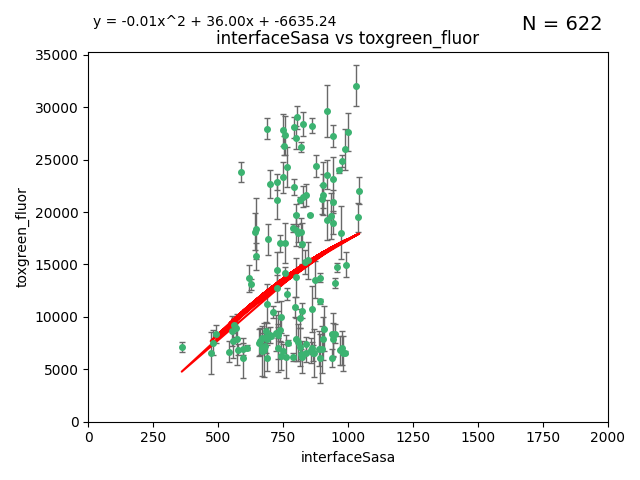 y = -0.01x^2 + 36.00x + -6635.24
N = 622
interfaceSasa vs toxgreen_fluor
35000
30000
25000
20000
15000
10000
5000
0
toxgreen_fluor
0 250 500 750 1000 1250 1500 1750 2000
interfaceSasa